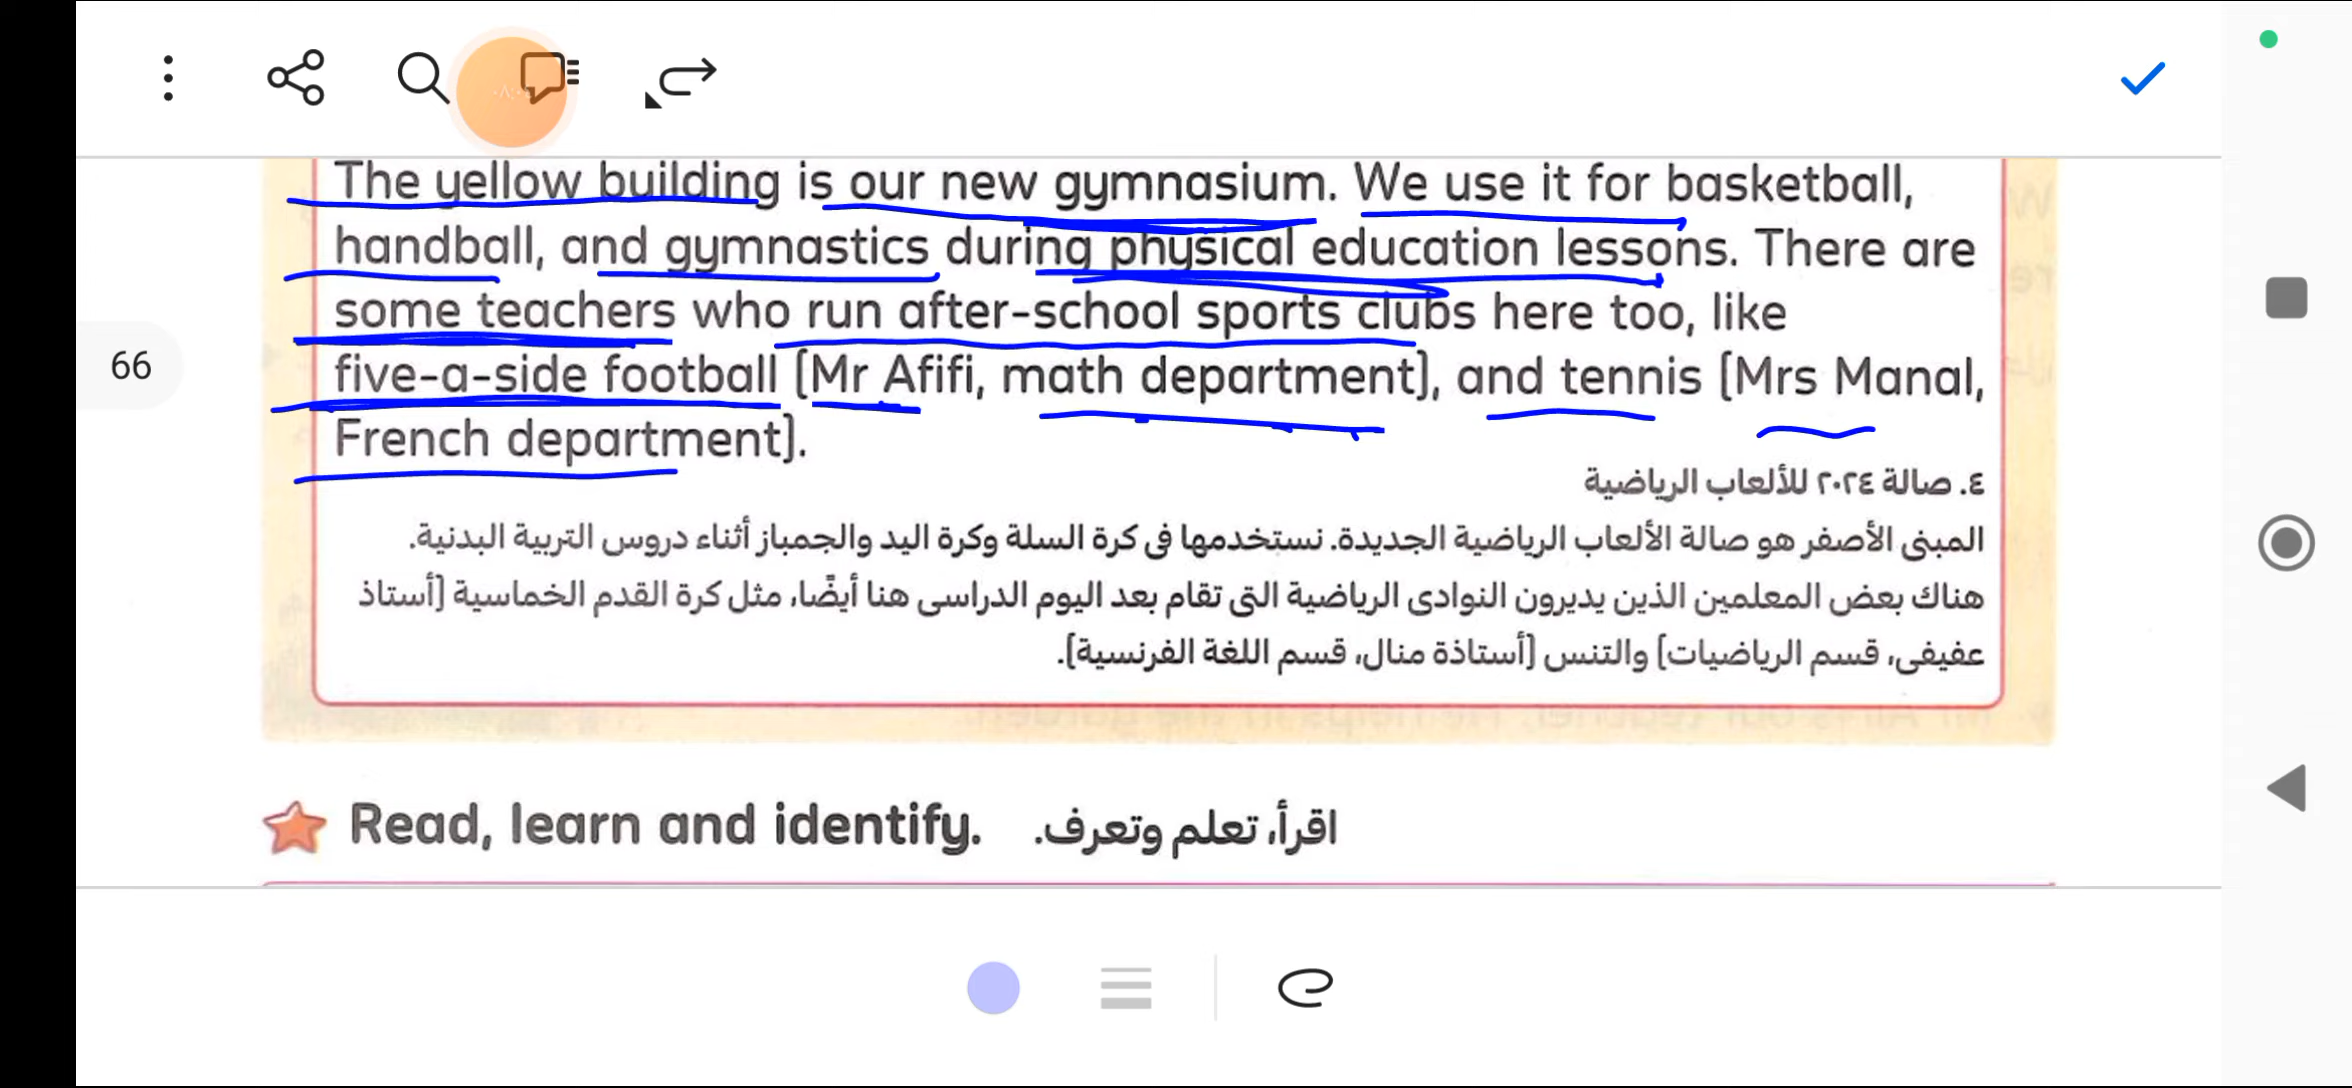 The yellow building is our new gymnasium. We use it for basketball,
handball, and gymnastics during physical education lessons. There are
some teachers who run after-school sports clubs here too, like
five-a-side football [Mr Afifi, math department], and tennis [Mrs Manal,
French department].
٤. صالة ٢٠٢٤ للألعاب الرياضية
المبنى الأصفر هو صالة الألعاب الرياضية الجديدة. نستخدمها فى كرة السلة وكرة اليد والجمباز أثناء دروس التربية البدنية.
هناك بعض المعلمين الذين يديرون النوادى الرياضية التى تقام بعد اليوم الدراسى هنا أيضًا، مثل كرة القدم الخماسية [أستاذ
عفيفى، قسم الرياضيات] والتنس [أستاذة منال، قسم اللغة الفرنسية].
66
Read, learn and identify. اقرأ، تعلم وتعرف.